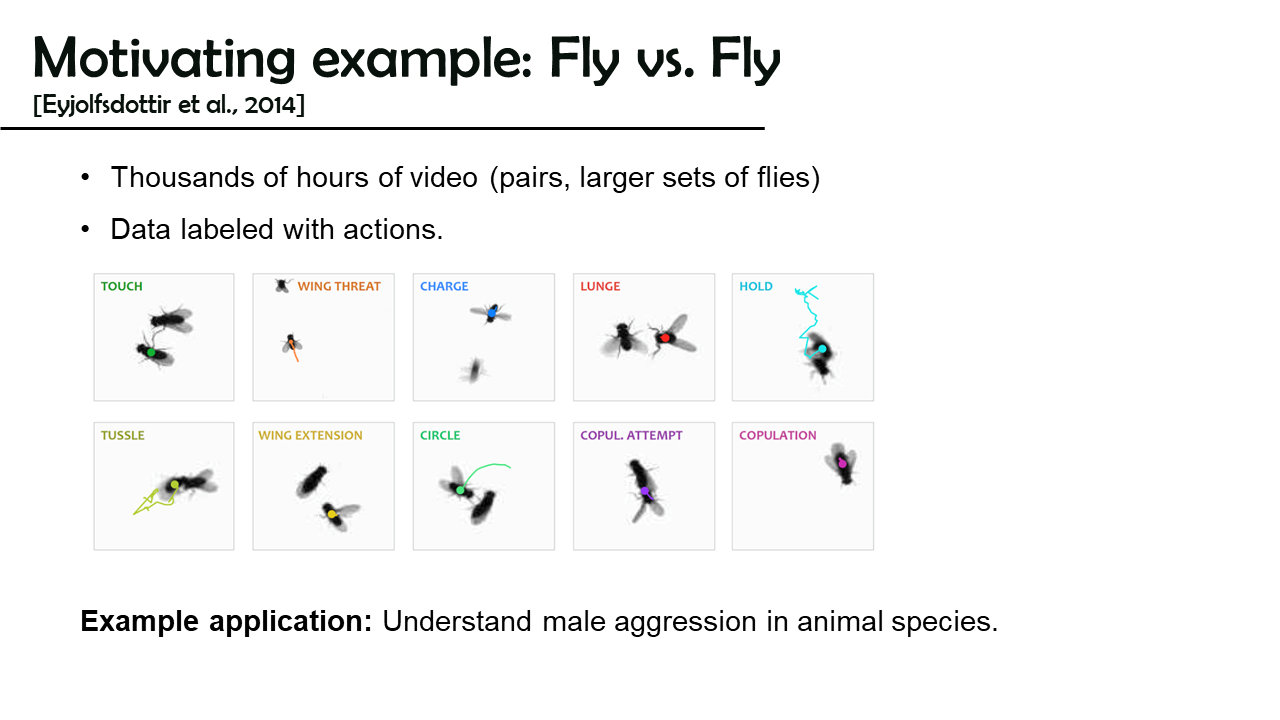 Motivating example: Fly vs. Fly
[Eyjolfsdottir et al., 2014]
• Thousands of hours of video (pairs, larger sets of flies)
• Data labeled with actions.
TOUCH
WING THREAT
CHARGE
LUNGE
HOLD
TUSSLE
WING EXTENSION
CIRCLE
COPUL. ATTEMPT
COPULATION
Example application: Understand male aggression in animal species.